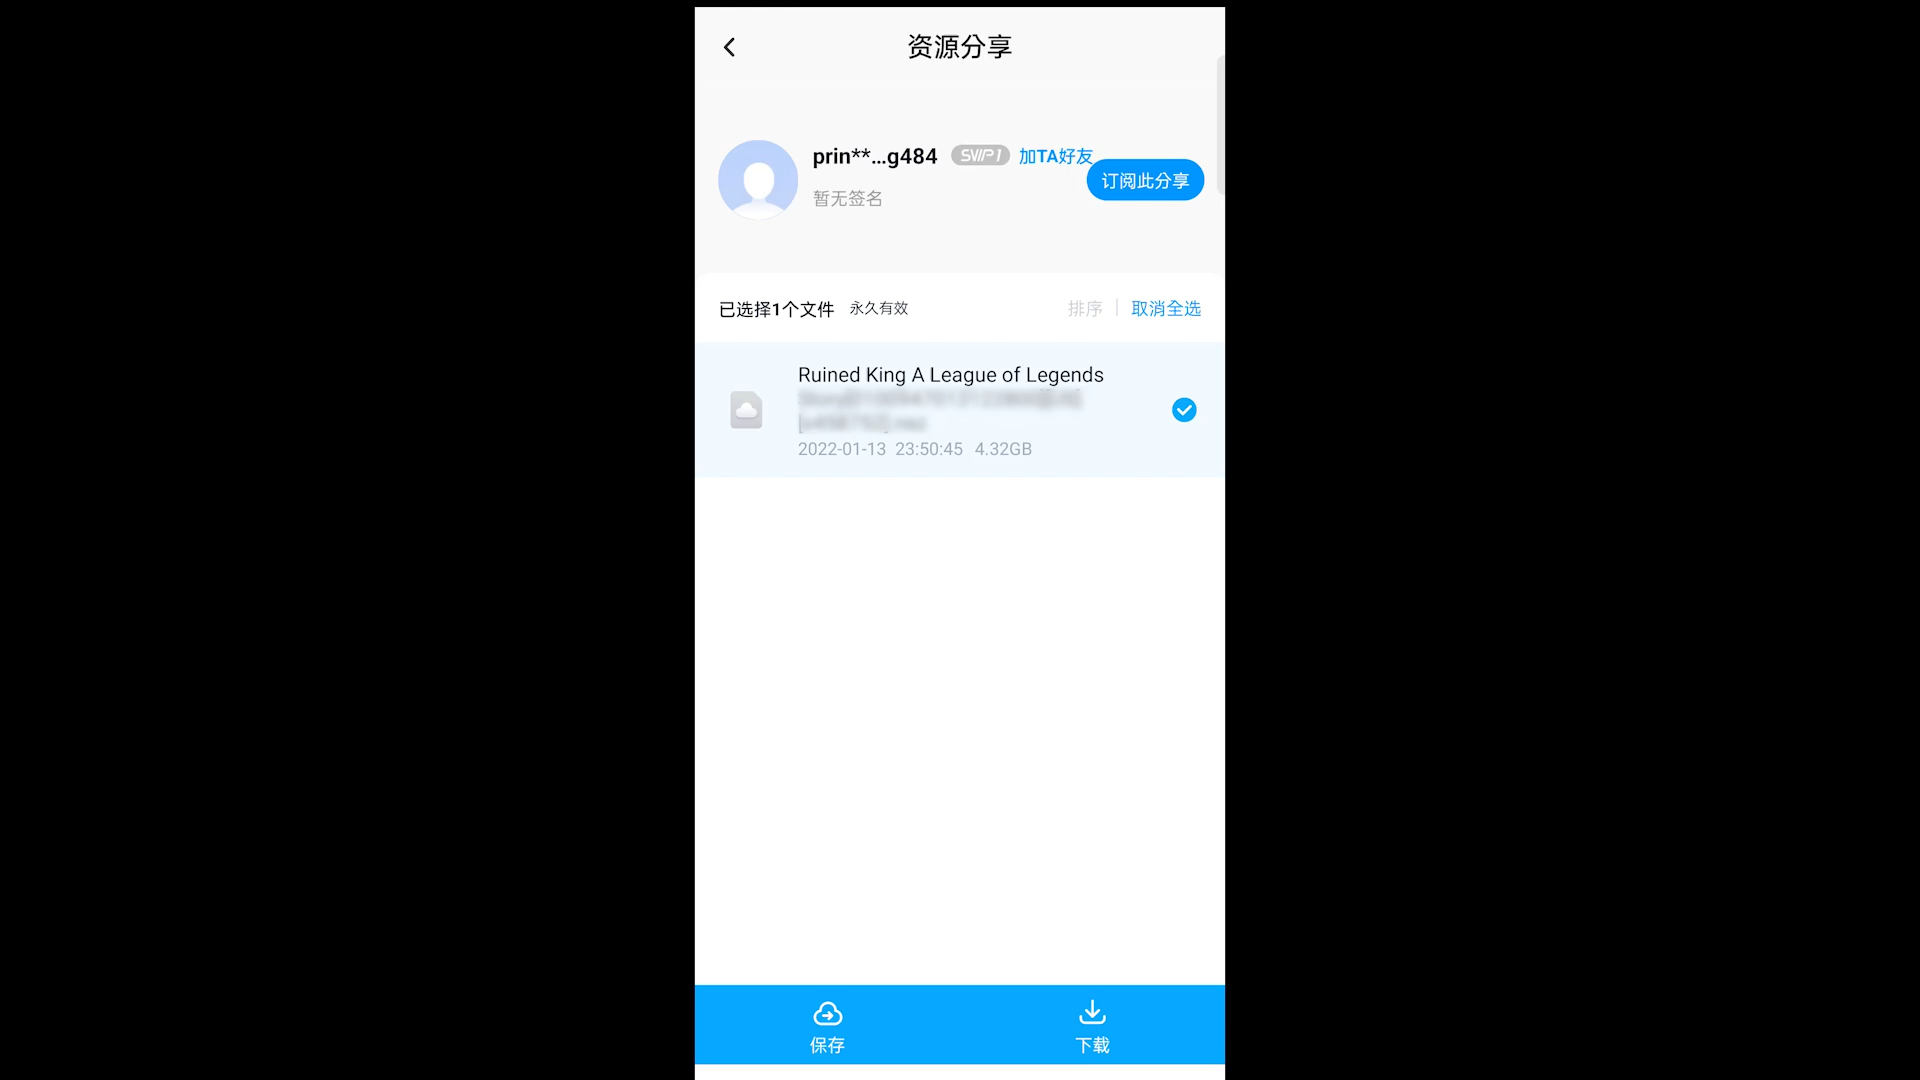 资源分享
prin**...g484 SVIP1 加TA好友
订阅此分享
暂无签名
已选择1个文件 永久有效 排序 取消全选
Ruined King A League of Legends
2022-01-13 23:50:45 4.32GB
保存 下载